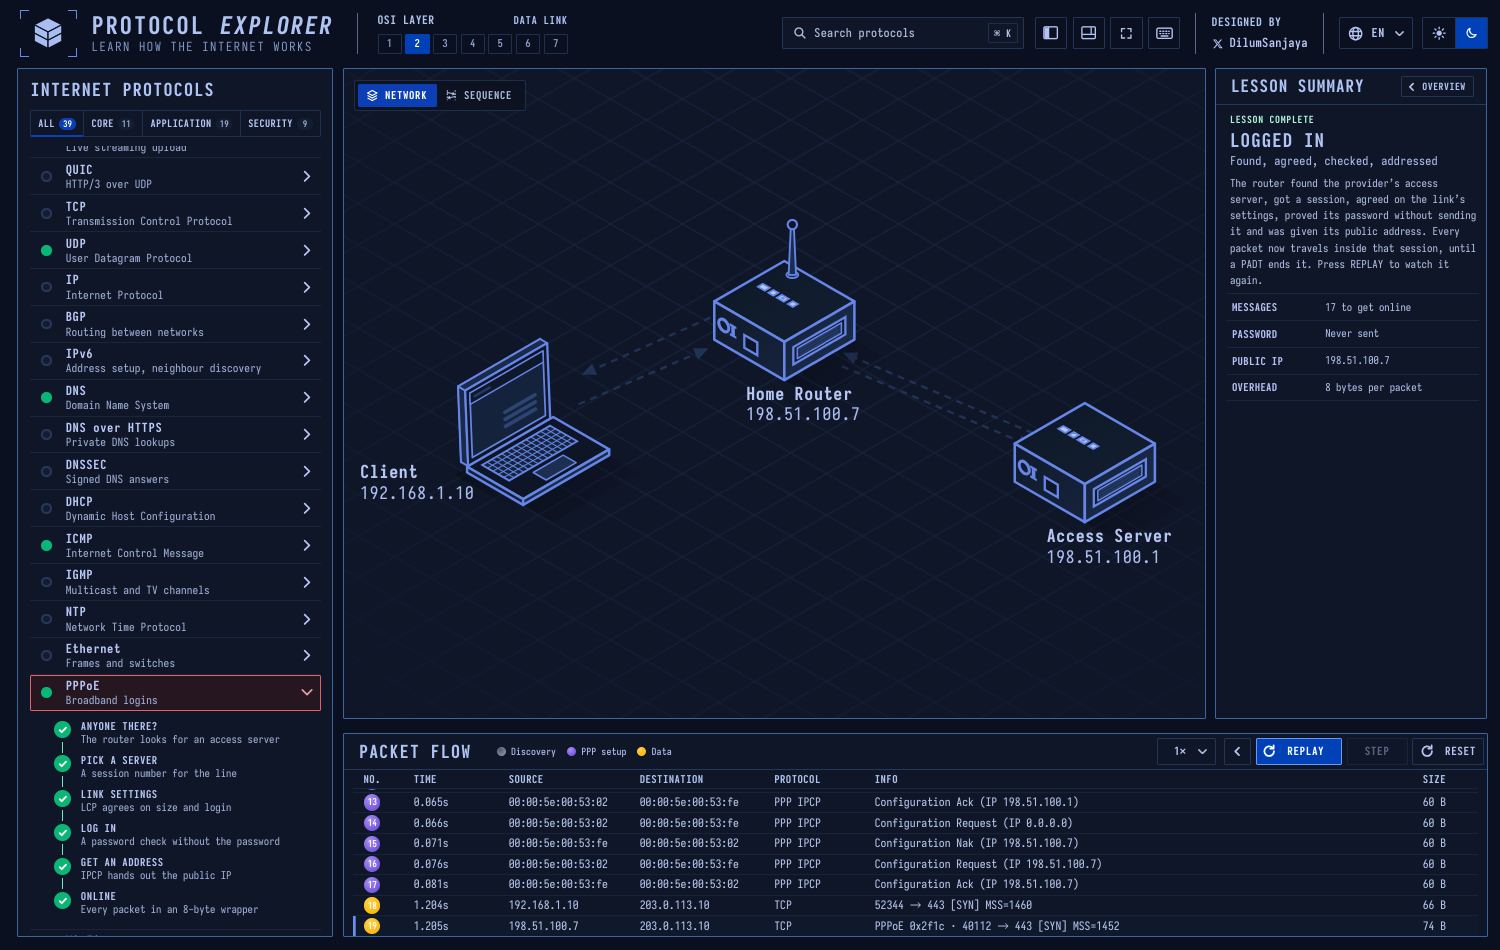 PROTOCOL EXPLORER
LEARN HOW THE INTERNET WORKS
OSI LAYER DATA LINK
1 2 3 4 5 6 7
Search protocols ⌘ K
DESIGNED BY
DilumSanjaya
EN
INTERNET PROTOCOLS
ALL 39 CORE 11 APPLICATION 19 SECURITY 9
Live streaming upload
QUIC
HTTP/3 over UDP
TCP
Transmission Control Protocol
UDP
User Datagram Protocol
IP
Internet Protocol
BGP
Routing between networks
IPv6
Address setup, neighbour discovery
DNS
Domain Name System
DNS over HTTPS
Private DNS lookups
DNSSEC
Signed DNS answers
DHCP
Dynamic Host Configuration
ICMP
Internet Control Message
IGMP
Multicast and TV channels
NTP
Network Time Protocol
Ethernet
Frames and switches
PPPoE
Broadband logins
ANYONE THERE?
The router looks for an access server
PICK A SERVER
A session number for the line
LINK SETTINGS
LCP agrees on size and login
LOG IN
A password check without the password
GET AN ADDRESS
IPCP hands out the public IP
ONLINE
Every packet in an 8-byte wrapper
NETWORK SEQUENCE
Home Router
198.51.100.7
Client
192.168.1.10
Access Server
198.51.100.1
LESSON SUMMARY OVERVIEW
LESSON COMPLETE
LOGGED IN
Found, agreed, checked, addressed
The router found the provider’s access
server, got a session, agreed on the link’s
settings, proved its password without sending
it and was given its public address. Every
packet now travels inside that session, until
a PADT ends it. Press REPLAY to watch it
again.
MESSAGES 17 to get online
PASSWORD Never sent
PUBLIC IP 198.51.100.7
OVERHEAD 8 bytes per packet
PACKET FLOW Discovery PPP setup Data 1× REPLAY STEP RESET
NO. TIME SOURCE DESTINATION PROTOCOL INFO SIZE
13 0.065s 00:00:5e:00:53:02 00:00:5e:00:53:fe PPP IPCP Configuration Ack (IP 198.51.100.1) 60 B
14 0.066s 00:00:5e:00:53:02 00:00:5e:00:53:fe PPP IPCP Configuration Request (IP 0.0.0.0) 60 B
15 0.071s 00:00:5e:00:53:fe 00:00:5e:00:53:02 PPP IPCP Configuration Nak (IP 198.51.100.7) 60 B
16 0.076s 00:00:5e:00:53:02 00:00:5e:00:53:fe PPP IPCP Configuration Request (IP 198.51.100.7) 60 B
17 0.081s 00:00:5e:00:53:fe 00:00:5e:00:53:02 PPP IPCP Configuration Ack (IP 198.51.100.7) 60 B
18 1.204s 192.168.1.10 203.0.113.10 TCP 52344 → 443 [SYN] MSS=1460 66 B
19 1.205s 198.51.100.7 203.0.113.10 TCP PPPoE 0x2f1c · 40112 → 443 [SYN] MSS=1452 74 B